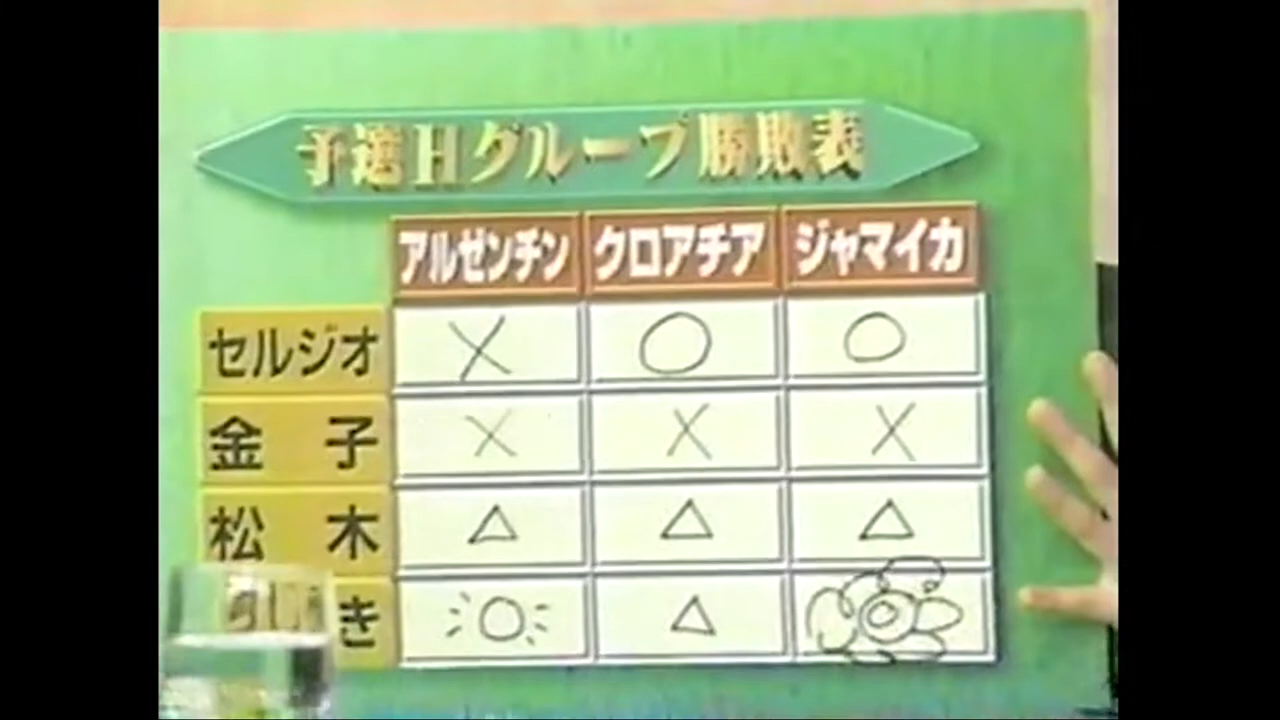 予選Hグループ勝敗表
アルゼンチン クロアチア ジャマイカ
セルジオ × ○ ○
金子 × × ×
松木 △ △ △
き ○ △